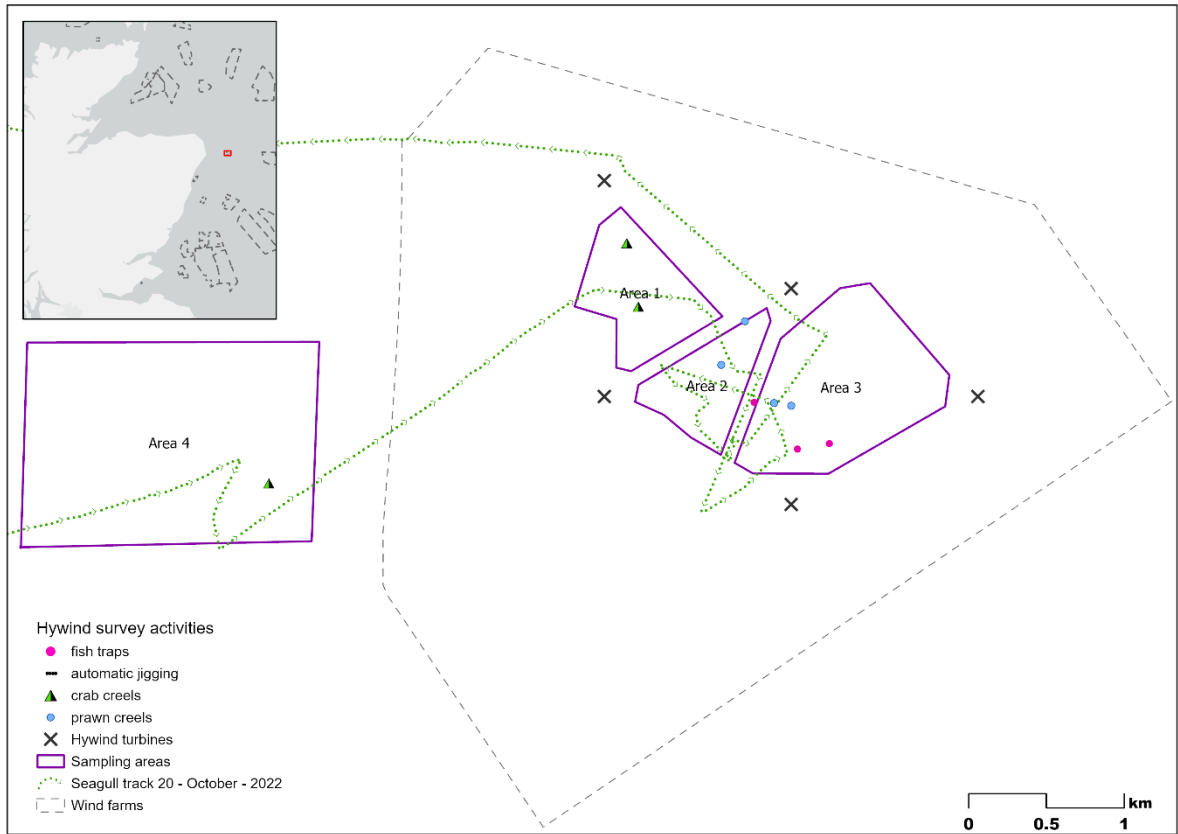 Area 1
Area 2
Area 3
Area 4
Hywind survey activities
fish traps
automatic jigging
crab creels
prawn creels
Hywind turbines
Sampling areas
Seagull track 20 - October - 2022
Wind farms
km
0 0.5 1